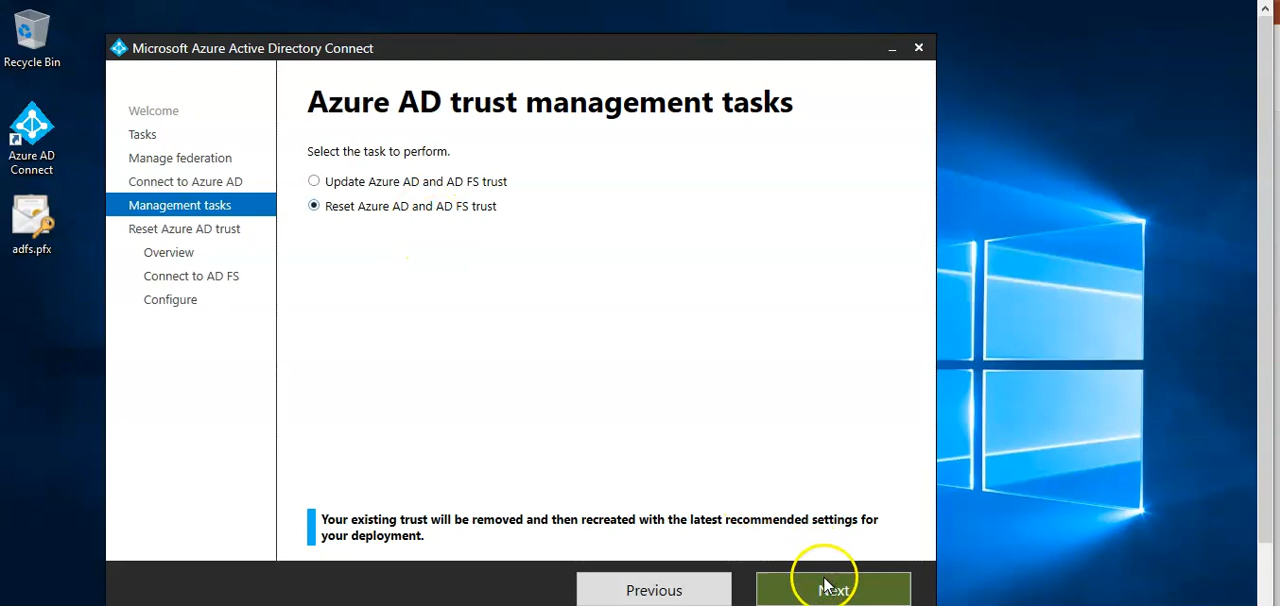 Recycle Bin
Azure AD
Connect
adfs.pfx
Microsoft Azure Active Directory Connect
Welcome
Tasks
Manage federation
Connect to Azure AD
Management tasks
Reset Azure AD trust
Overview
Connect to AD FS
Configure
Azure AD trust management tasks
Select the task to perform.
Update Azure AD and AD FS trust
Reset Azure AD and AD FS trust
Your existing trust will be removed and then recreated with the latest recommended settings for
your deployment.
Previous
Next